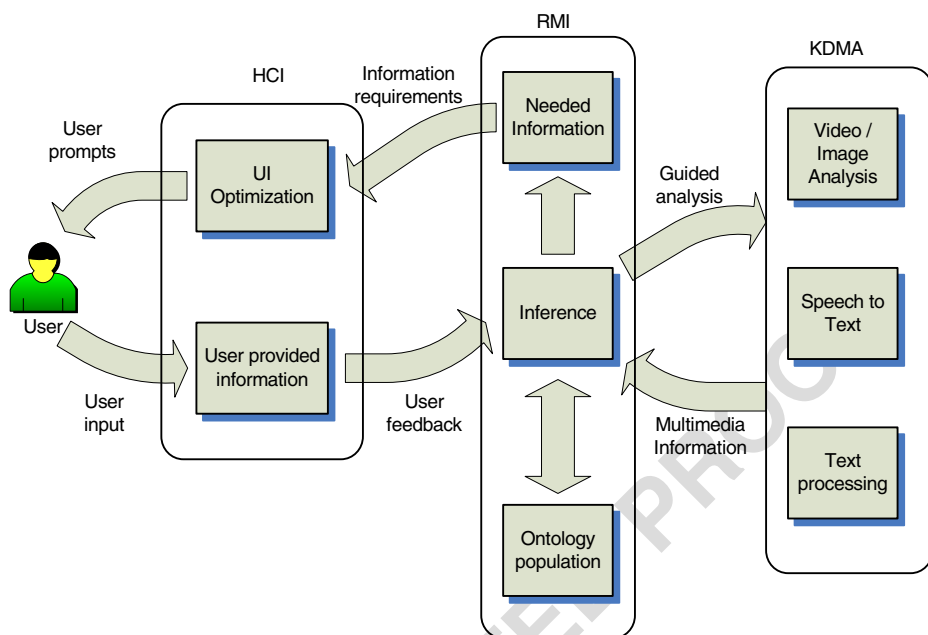 RMI
KDMA
HCI
Information
requirements
Needed
Information
Video /
Image
Analysis
User
prompts
UI
Optimization
Guided
analysis
Inference
Speech to
Text
User
User provided
information
User
input
User
feedback
Multimedia
Information
Text
processing
Ontology
population